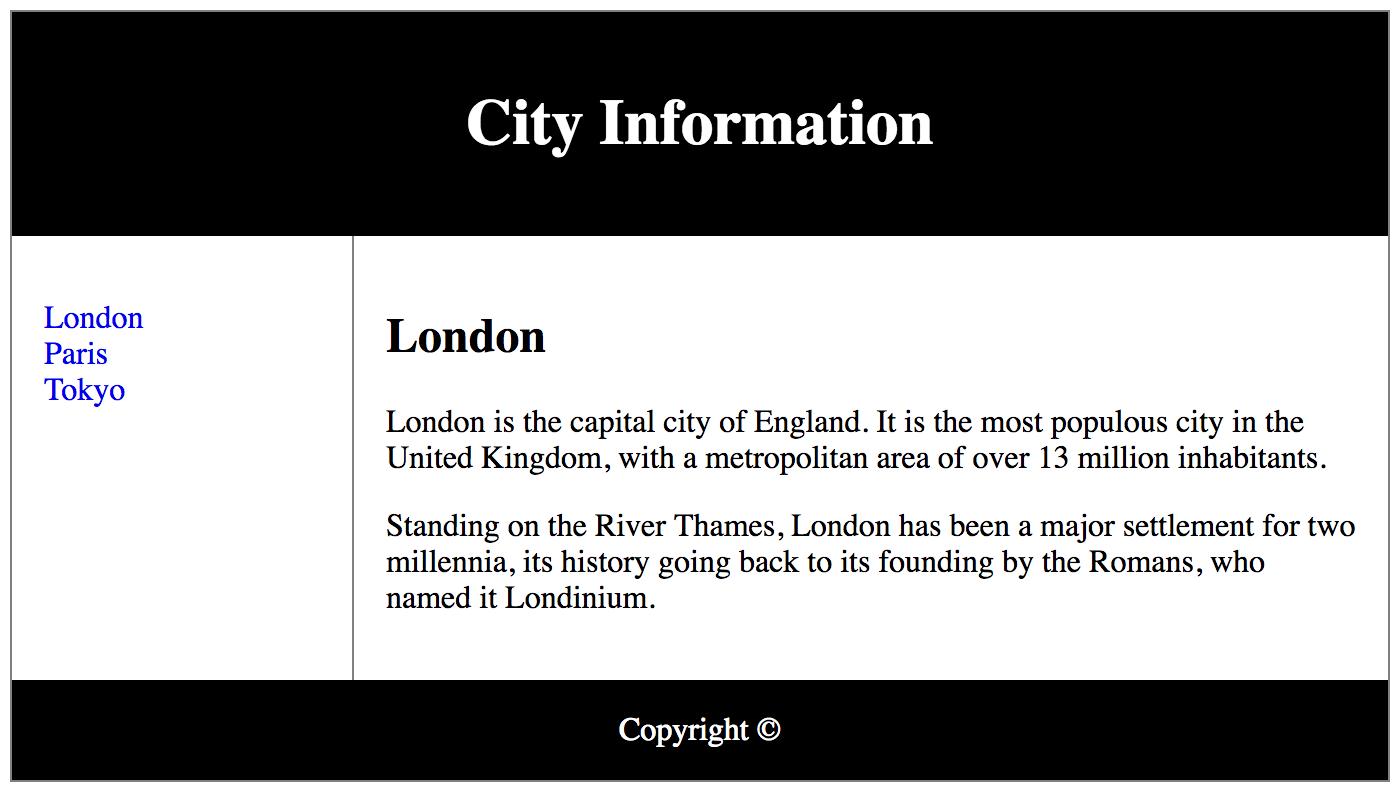 City Information
London
Paris
Tokyo
London
London is the capital city of England. It is the most populous city in the
United Kingdom, with a metropolitan area of over 13 million inhabitants.
Standing on the River Thames, London has been a major settlement for two
millennia, its history going back to its founding by the Romans, who
named it Londinium.
Copyright ©